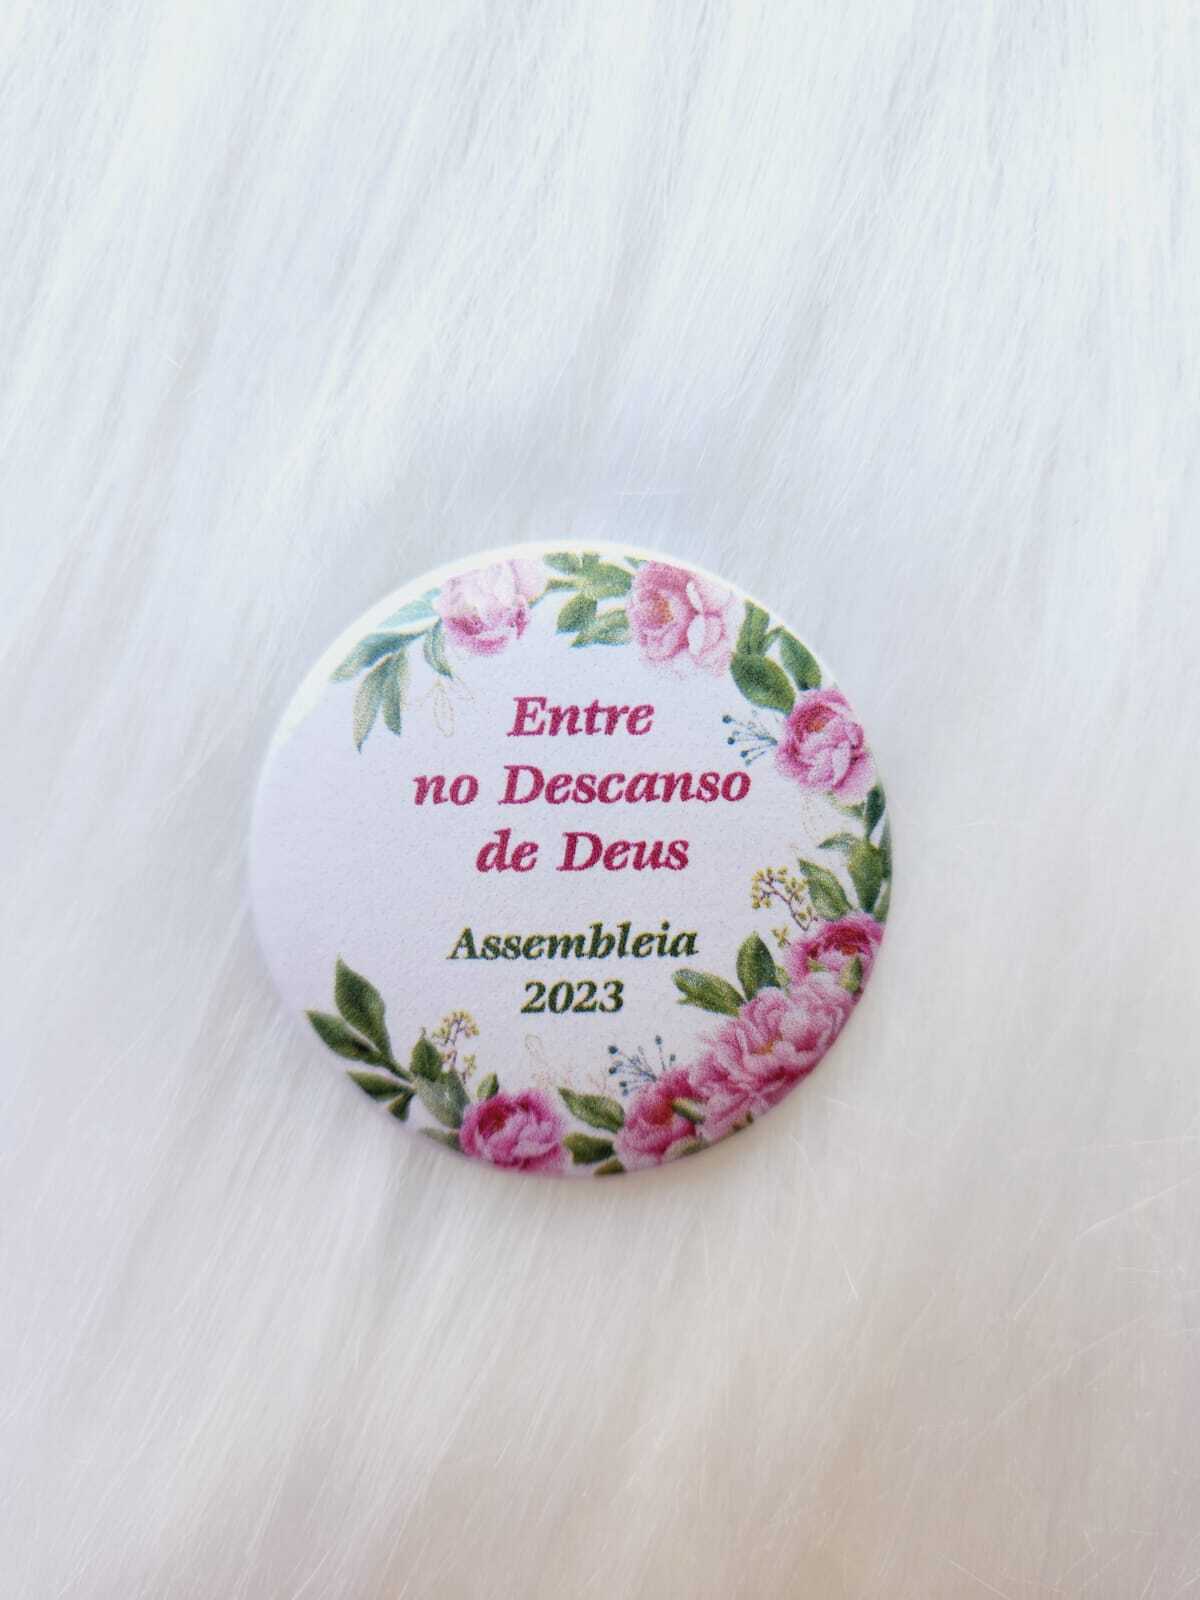 Entre
no Descanso
de Deus
Assembleia
2023